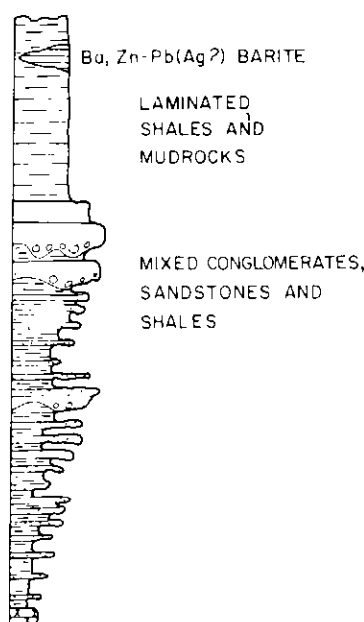 Ba, Zn-Pb(Ag?) BARITE
LAMINATED
SHALES AND
MUDROCKS
MIXED CONGLOMERATES,
SANDSTONES AND
SHALES